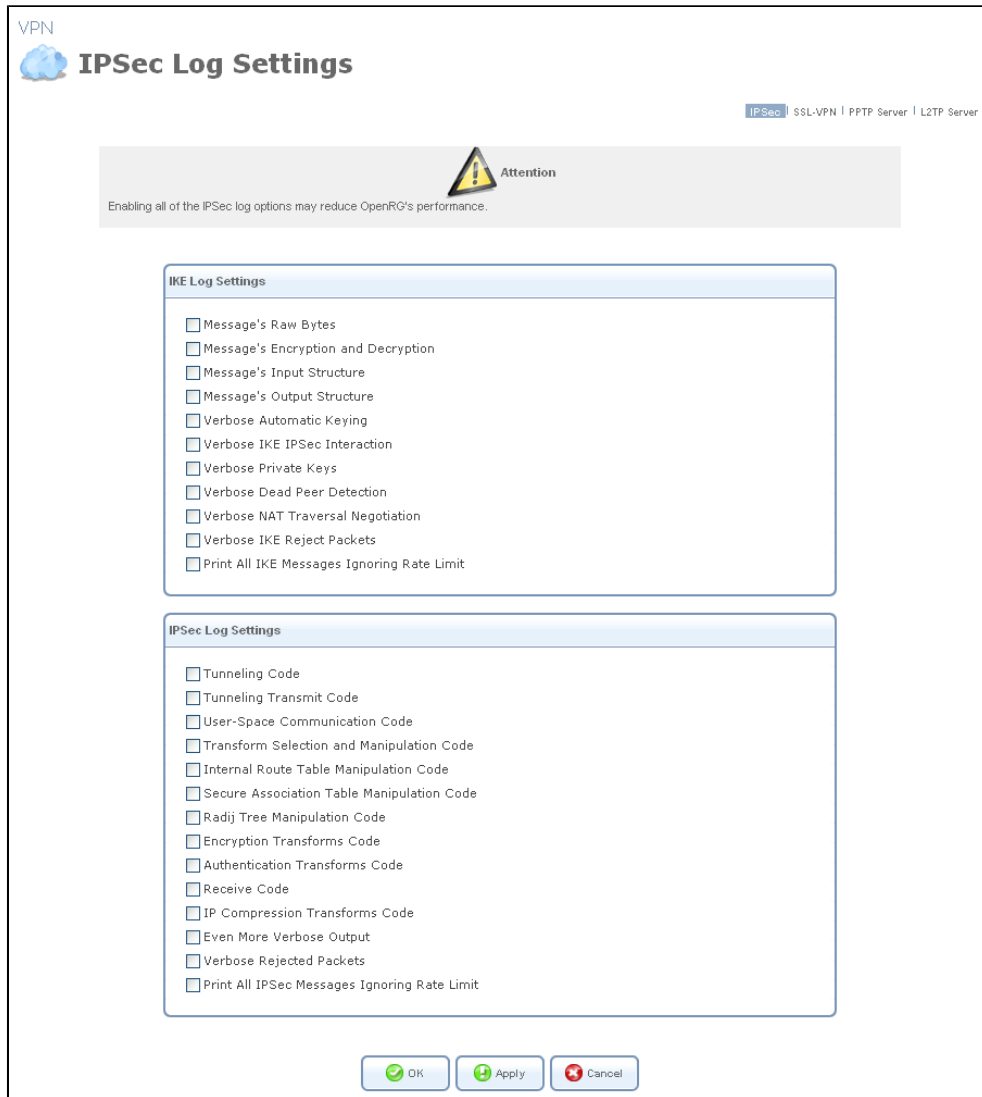 VPN
IPSec Log Settings
IPSec | SSL-VPN | PPTP Server | L2TP Server
Attention
Enabling all of the IPSec log options may reduce OpenRG's performance.
IKE Log Settings
Message's Raw Bytes
Message's Encryption and Decryption
Message's Input Structure
Message's Output Structure
Verbose Automatic Keying
Verbose IKE IPSec Interaction
Verbose Private Keys
Verbose Dead Peer Detection
Verbose NAT Traversal Negotiation
Verbose IKE Reject Packets
Print All IKE Messages Ignoring Rate Limit
IPSec Log Settings
Tunneling Code
Tunneling Transmit Code
User-Space Communication Code
Transform Selection and Manipulation Code
Internal Route Table Manipulation Code
Secure Association Table Manipulation Code
Radij Tree Manipulation Code
Encryption Transforms Code
Authentication Transforms Code
Receive Code
IP Compression Transforms Code
Even More Verbose Output
Verbose Rejected Packets
Print All IPSec Messages Ignoring Rate Limit
OK Apply Cancel